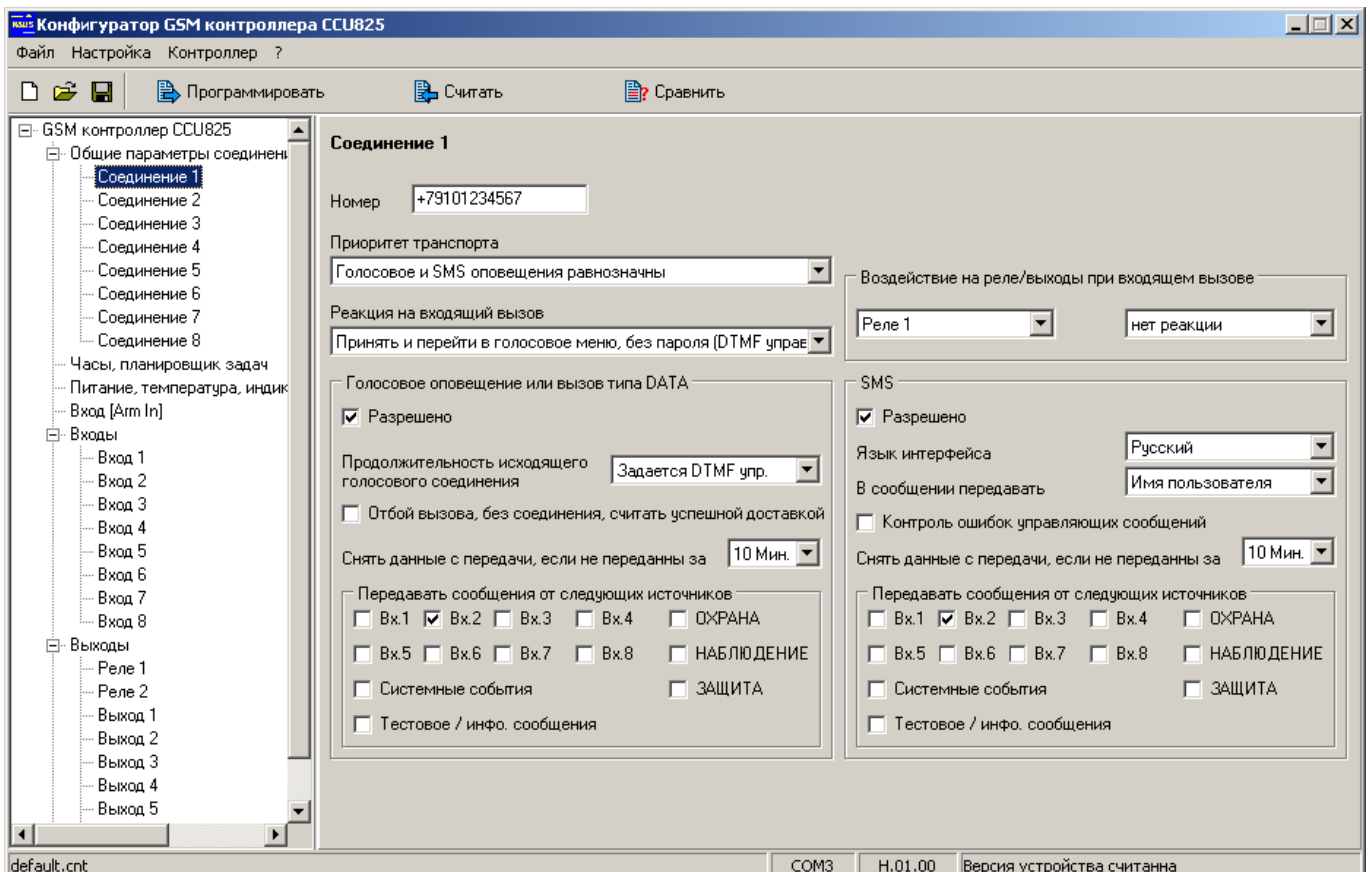 Конфигуратор GSM контроллера CCU825
Файл Настройка Контроллер ?
Программировать Считать Сравнить
GSM контроллер CCU825
Общие параметры соединени
Соединение 1
Соединение 2
Соединение 3
Соединение 4
Соединение 5
Соединение 6
Соединение 7
Соединение 8
Часы, планировщик задач
Питание, температура, индик
Вход [Arm In]
Входы
Вход 1
Вход 2
Вход 3
Вход 4
Вход 5
Вход 6
Вход 7
Вход 8
Выходы
Реле 1
Реле 2
Выход 1
Выход 2
Выход 3
Выход 4
Выход 5
Соединение 1
Номер +79101234567
Приоритет транспорта
Голосовое и SMS оповещения равнозначны
Реакция на входящий вызов
Принять и перейти в голосовое меню, без пароля (DTMF управ
Воздействие на реле/выходы при входящем вызове
Реле 1 нет реакции
Голосовое оповещение или вызов типа DATA
Разрешено
Продолжительность исходящего
голосового соединения
Задается DTMF упр.
Отбой вызова, без соединения, считать успешной доставкой
Снять данные с передачи, если не переданны за 10 Мин.
Передавать сообщения от следующих источников
Вх.1 Вх.2 Вх.3 Вх.4 ОХРАНА
Вх.5 Вх.6 Вх.7 Вх.8 НАБЛЮДЕНИЕ
Системные события ЗАЩИТА
Тестовое / инфо. сообщения
SMS
Разрешено
Язык интерфейса Русский
В сообщении передавать Имя пользователя
Контроль ошибок управляющих сообщений
Снять данные с передачи, если не переданны за 10 Мин.
Передавать сообщения от следующих источников
Вх.1 Вх.2 Вх.3 Вх.4 ОХРАНА
Вх.5 Вх.6 Вх.7 Вх.8 НАБЛЮДЕНИЕ
Системные события ЗАЩИТА
Тестовое / инфо. сообщения
default.cnt COM3 H.01.00 Версия устройства считанна